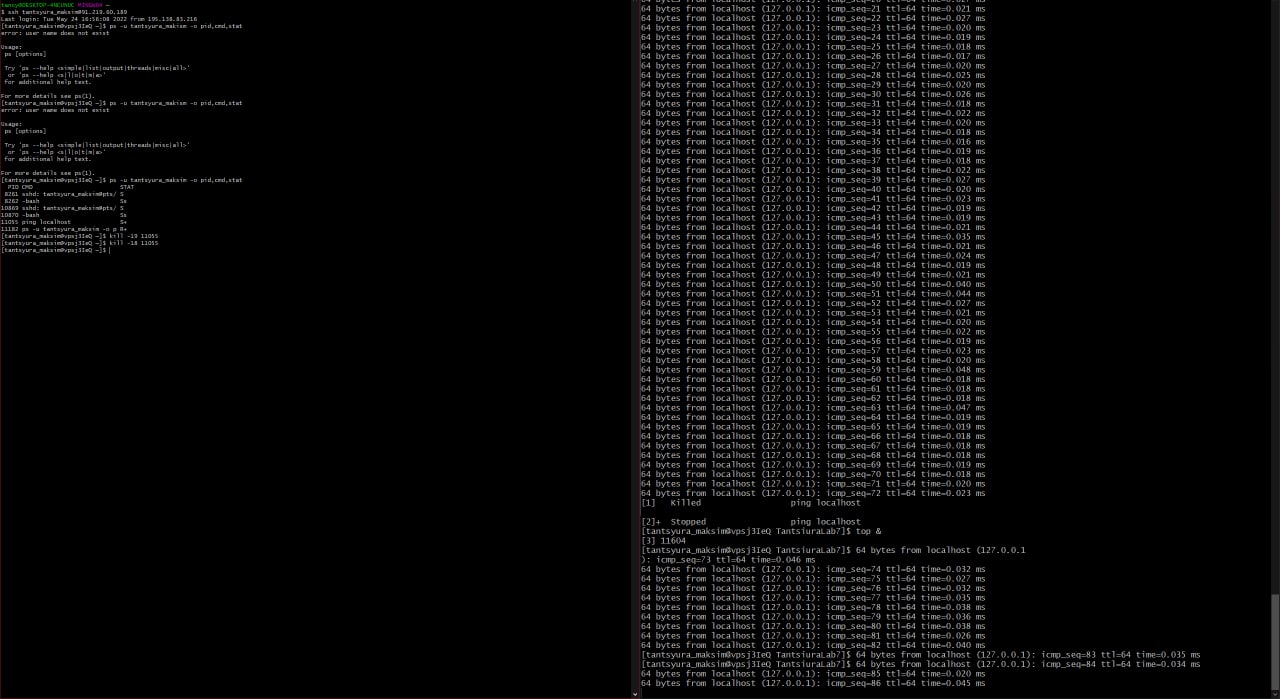 tancy@DESKTOP-4NCUNUC MINGW64 ~
$ ssh tantsyura_maksim@91.219.60.189
Last login: Tue May 24 16:56:08 2022 from 195.138.83.216
[tantsyura_maksim@vpsj3IeQ ~]$ ps -u tantsyura_makism -o pid,cmd,stat
error: user name does not exist

Usage:
 ps [options]

 Try 'ps --help <simple|list|output|threads|misc|all>'
  or 'ps --help <s|l|o|t|m|a>'
 for additional help text.

For more details see ps(1).
[tantsyura_maksim@vpsj3IeQ ~]$ ps -u tantsyura_makism -o pid,cmd,stat
error: user name does not exist

Usage:
 ps [options]

 Try 'ps --help <simple|list|output|threads|misc|all>'
  or 'ps --help <s|l|o|t|m|a>'
 for additional help text.

For more details see ps(1).
[tantsyura_maksim@vpsj3IeQ ~]$ ps -u tantsyura_maksim -o pid,cmd,stat
  PID CMD                         STAT
 8261 sshd: tantsyura_maksim@pts/ S
 8262 -bash                       Ss
10869 sshd: tantsyura_maksim@pts/ S
10870 -bash                       Ss
11055 ping localhost              S+
11182 ps -u tantsyura_maksim -o p R+
[tantsyura_maksim@vpsj3IeQ ~]$ kill -19 11055
[tantsyura_maksim@vpsj3IeQ ~]$ kill -18 11055
[tantsyura_maksim@vpsj3IeQ ~]$
64 bytes from localhost (127.0.0.1): icmp_seq=21 ttl=64 time=0.021 ms
64 bytes from localhost (127.0.0.1): icmp_seq=22 ttl=64 time=0.027 ms
64 bytes from localhost (127.0.0.1): icmp_seq=23 ttl=64 time=0.020 ms
64 bytes from localhost (127.0.0.1): icmp_seq=24 ttl=64 time=0.019 ms
64 bytes from localhost (127.0.0.1): icmp_seq=25 ttl=64 time=0.018 ms
64 bytes from localhost (127.0.0.1): icmp_seq=26 ttl=64 time=0.017 ms
64 bytes from localhost (127.0.0.1): icmp_seq=27 ttl=64 time=0.020 ms
64 bytes from localhost (127.0.0.1): icmp_seq=28 ttl=64 time=0.025 ms
64 bytes from localhost (127.0.0.1): icmp_seq=29 ttl=64 time=0.020 ms
64 bytes from localhost (127.0.0.1): icmp_seq=30 ttl=64 time=0.026 ms
64 bytes from localhost (127.0.0.1): icmp_seq=31 ttl=64 time=0.018 ms
64 bytes from localhost (127.0.0.1): icmp_seq=32 ttl=64 time=0.022 ms
64 bytes from localhost (127.0.0.1): icmp_seq=33 ttl=64 time=0.020 ms
64 bytes from localhost (127.0.0.1): icmp_seq=34 ttl=64 time=0.018 ms
64 bytes from localhost (127.0.0.1): icmp_seq=35 ttl=64 time=0.016 ms
64 bytes from localhost (127.0.0.1): icmp_seq=36 ttl=64 time=0.019 ms
64 bytes from localhost (127.0.0.1): icmp_seq=37 ttl=64 time=0.018 ms
64 bytes from localhost (127.0.0.1): icmp_seq=38 ttl=64 time=0.022 ms
64 bytes from localhost (127.0.0.1): icmp_seq=39 ttl=64 time=0.027 ms
64 bytes from localhost (127.0.0.1): icmp_seq=40 ttl=64 time=0.020 ms
64 bytes from localhost (127.0.0.1): icmp_seq=41 ttl=64 time=0.023 ms
64 bytes from localhost (127.0.0.1): icmp_seq=42 ttl=64 time=0.019 ms
64 bytes from localhost (127.0.0.1): icmp_seq=43 ttl=64 time=0.019 ms
64 bytes from localhost (127.0.0.1): icmp_seq=44 ttl=64 time=0.021 ms
64 bytes from localhost (127.0.0.1): icmp_seq=45 ttl=64 time=0.035 ms
64 bytes from localhost (127.0.0.1): icmp_seq=46 ttl=64 time=0.021 ms
64 bytes from localhost (127.0.0.1): icmp_seq=47 ttl=64 time=0.024 ms
64 bytes from localhost (127.0.0.1): icmp_seq=48 ttl=64 time=0.019 ms
64 bytes from localhost (127.0.0.1): icmp_seq=49 ttl=64 time=0.021 ms
64 bytes from localhost (127.0.0.1): icmp_seq=50 ttl=64 time=0.040 ms
64 bytes from localhost (127.0.0.1): icmp_seq=51 ttl=64 time=0.044 ms
64 bytes from localhost (127.0.0.1): icmp_seq=52 ttl=64 time=0.027 ms
64 bytes from localhost (127.0.0.1): icmp_seq=53 ttl=64 time=0.021 ms
64 bytes from localhost (127.0.0.1): icmp_seq=54 ttl=64 time=0.020 ms
64 bytes from localhost (127.0.0.1): icmp_seq=55 ttl=64 time=0.022 ms
64 bytes from localhost (127.0.0.1): icmp_seq=56 ttl=64 time=0.019 ms
64 bytes from localhost (127.0.0.1): icmp_seq=57 ttl=64 time=0.023 ms
64 bytes from localhost (127.0.0.1): icmp_seq=58 ttl=64 time=0.020 ms
64 bytes from localhost (127.0.0.1): icmp_seq=59 ttl=64 time=0.048 ms
64 bytes from localhost (127.0.0.1): icmp_seq=60 ttl=64 time=0.018 ms
64 bytes from localhost (127.0.0.1): icmp_seq=61 ttl=64 time=0.018 ms
64 bytes from localhost (127.0.0.1): icmp_seq=62 ttl=64 time=0.018 ms
64 bytes from localhost (127.0.0.1): icmp_seq=63 ttl=64 time=0.047 ms
64 bytes from localhost (127.0.0.1): icmp_seq=64 ttl=64 time=0.019 ms
64 bytes from localhost (127.0.0.1): icmp_seq=65 ttl=64 time=0.019 ms
64 bytes from localhost (127.0.0.1): icmp_seq=66 ttl=64 time=0.018 ms
64 bytes from localhost (127.0.0.1): icmp_seq=67 ttl=64 time=0.018 ms
64 bytes from localhost (127.0.0.1): icmp_seq=68 ttl=64 time=0.018 ms
64 bytes from localhost (127.0.0.1): icmp_seq=69 ttl=64 time=0.019 ms
64 bytes from localhost (127.0.0.1): icmp_seq=70 ttl=64 time=0.018 ms
64 bytes from localhost (127.0.0.1): icmp_seq=71 ttl=64 time=0.020 ms
64 bytes from localhost (127.0.0.1): icmp_seq=72 ttl=64 time=0.023 ms
[1]   Killed                  ping localhost

[2]+  Stopped                 ping localhost
[tantsyura_maksim@vpsj3IeQ TantsiuraLab7]$ top &
[3] 11604
[tantsyura_maksim@vpsj3IeQ TantsiuraLab7]$ 64 bytes from localhost (127.0.0.1
): icmp_seq=73 ttl=64 time=0.046 ms
64 bytes from localhost (127.0.0.1): icmp_seq=74 ttl=64 time=0.032 ms
64 bytes from localhost (127.0.0.1): icmp_seq=75 ttl=64 time=0.027 ms
64 bytes from localhost (127.0.0.1): icmp_seq=76 ttl=64 time=0.032 ms
64 bytes from localhost (127.0.0.1): icmp_seq=77 ttl=64 time=0.035 ms
64 bytes from localhost (127.0.0.1): icmp_seq=78 ttl=64 time=0.038 ms
64 bytes from localhost (127.0.0.1): icmp_seq=79 ttl=64 time=0.036 ms
64 bytes from localhost (127.0.0.1): icmp_seq=80 ttl=64 time=0.038 ms
64 bytes from localhost (127.0.0.1): icmp_seq=81 ttl=64 time=0.026 ms
64 bytes from localhost (127.0.0.1): icmp_seq=82 ttl=64 time=0.040 ms
[tantsyura_maksim@vpsj3IeQ TantsiuraLab7]$ 64 bytes from localhost (127.0.0.1): icmp_seq=83 ttl=64 time=0.035 ms
[tantsyura_maksim@vpsj3IeQ TantsiuraLab7]$ 64 bytes from localhost (127.0.0.1): icmp_seq=84 ttl=64 time=0.034 ms
64 bytes from localhost (127.0.0.1): icmp_seq=85 ttl=64 time=0.020 ms
64 bytes from localhost (127.0.0.1): icmp_seq=86 ttl=64 time=0.045 ms